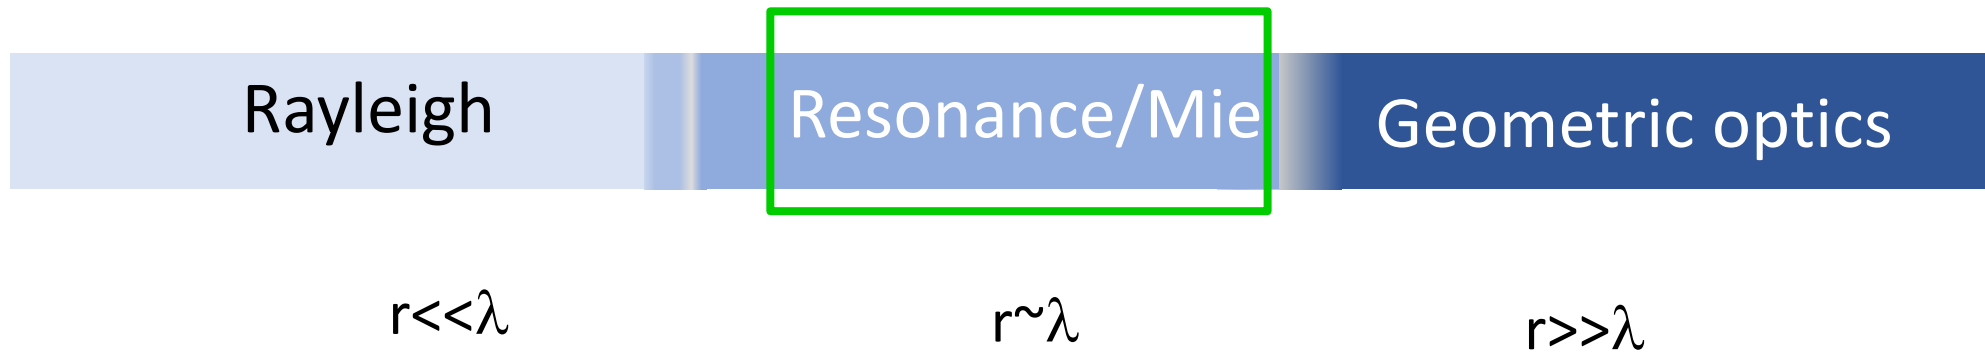 Rayleigh
Resonance/Mie
Geometric optics
r<<λ
r~λ
r>>λ